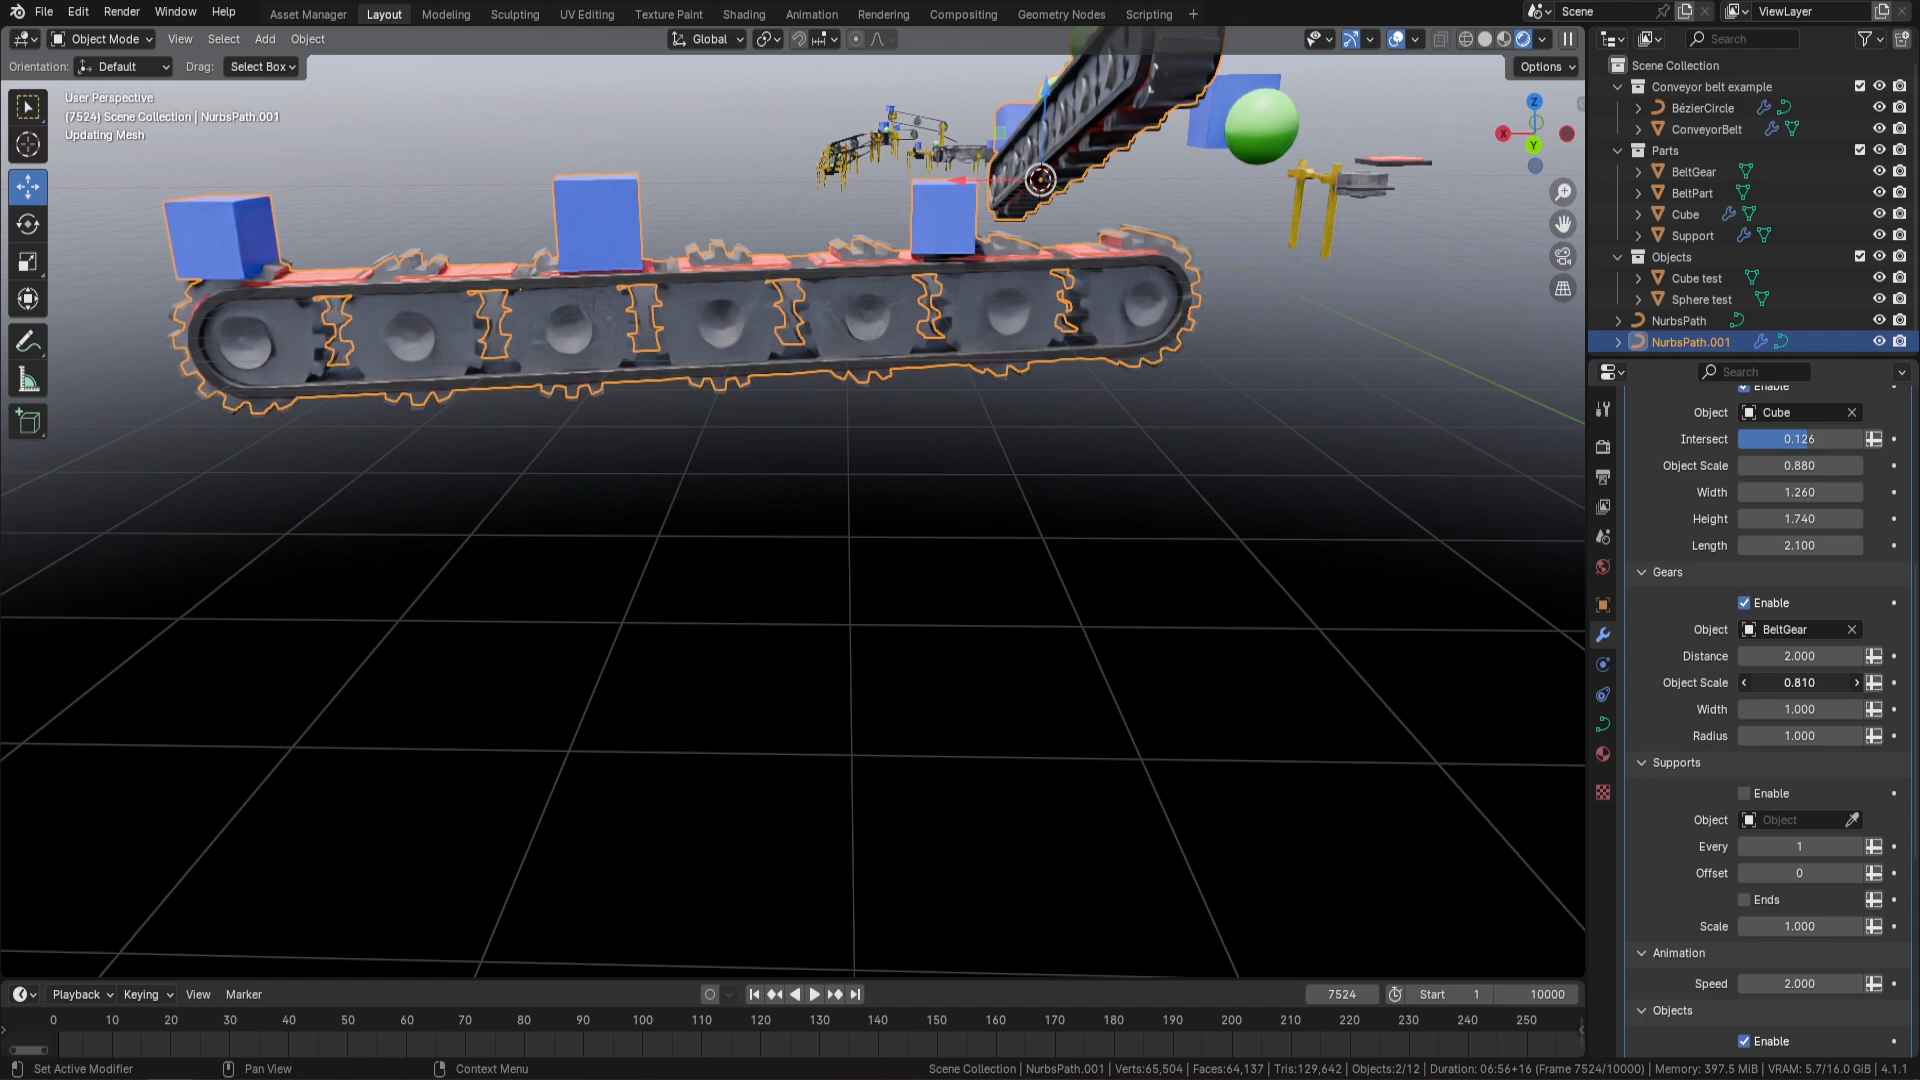 File Edit Render Window Help Asset Manager Layout Modeling Sculpting UV Editing Texture Paint Shading Animation Rendering Compositing Geometry Nodes Scripting + Scene ViewLayer
Object Mode View Select Add Object Global Search
Orientation: Default Drag: Select Box Options
User Perspective
(7524) Scene Collection | NurbsPath.001
Updating Mesh
Z
X
Y
Scene Collection
Conveyor belt example
BézierCircle
ConveyorBelt
Parts
BeltGear
BeltPart
Cube
Support
Objects
Cube test
Sphere test
NurbsPath
NurbsPath.001
Search
Enable
Object Cube
Intersect 0.126
Object Scale 0.880
Width 1.260
Height 1.740
Length 2.100
Gears
Enable
Object BeltGear
Distance 2.000
Object Scale 0.810
Width 1.000
Radius 1.000
Supports
Enable
Object Object
Every 1
Offset 0
Ends
Scale 1.000
Animation
Speed 2.000
Objects
Enable
Playback Keying View Marker 7524 Start 1 10000
0 10 20 30 40 50 60 70 80 90 100 110 120 130 140 150 160 170 180 190 200 210 220 230 240 250
Set Active Modifier Pan View Context Menu Scene Collection | NurbsPath.001 | Verts:65,504 | Faces:64,137 | Tris:129,642 | Objects:2/12 | Duration: 06:56+16 (Frame 7524/10000) | Memory: 397.5 MiB | VRAM: 5.7/16.0 GiB | 4.1.1